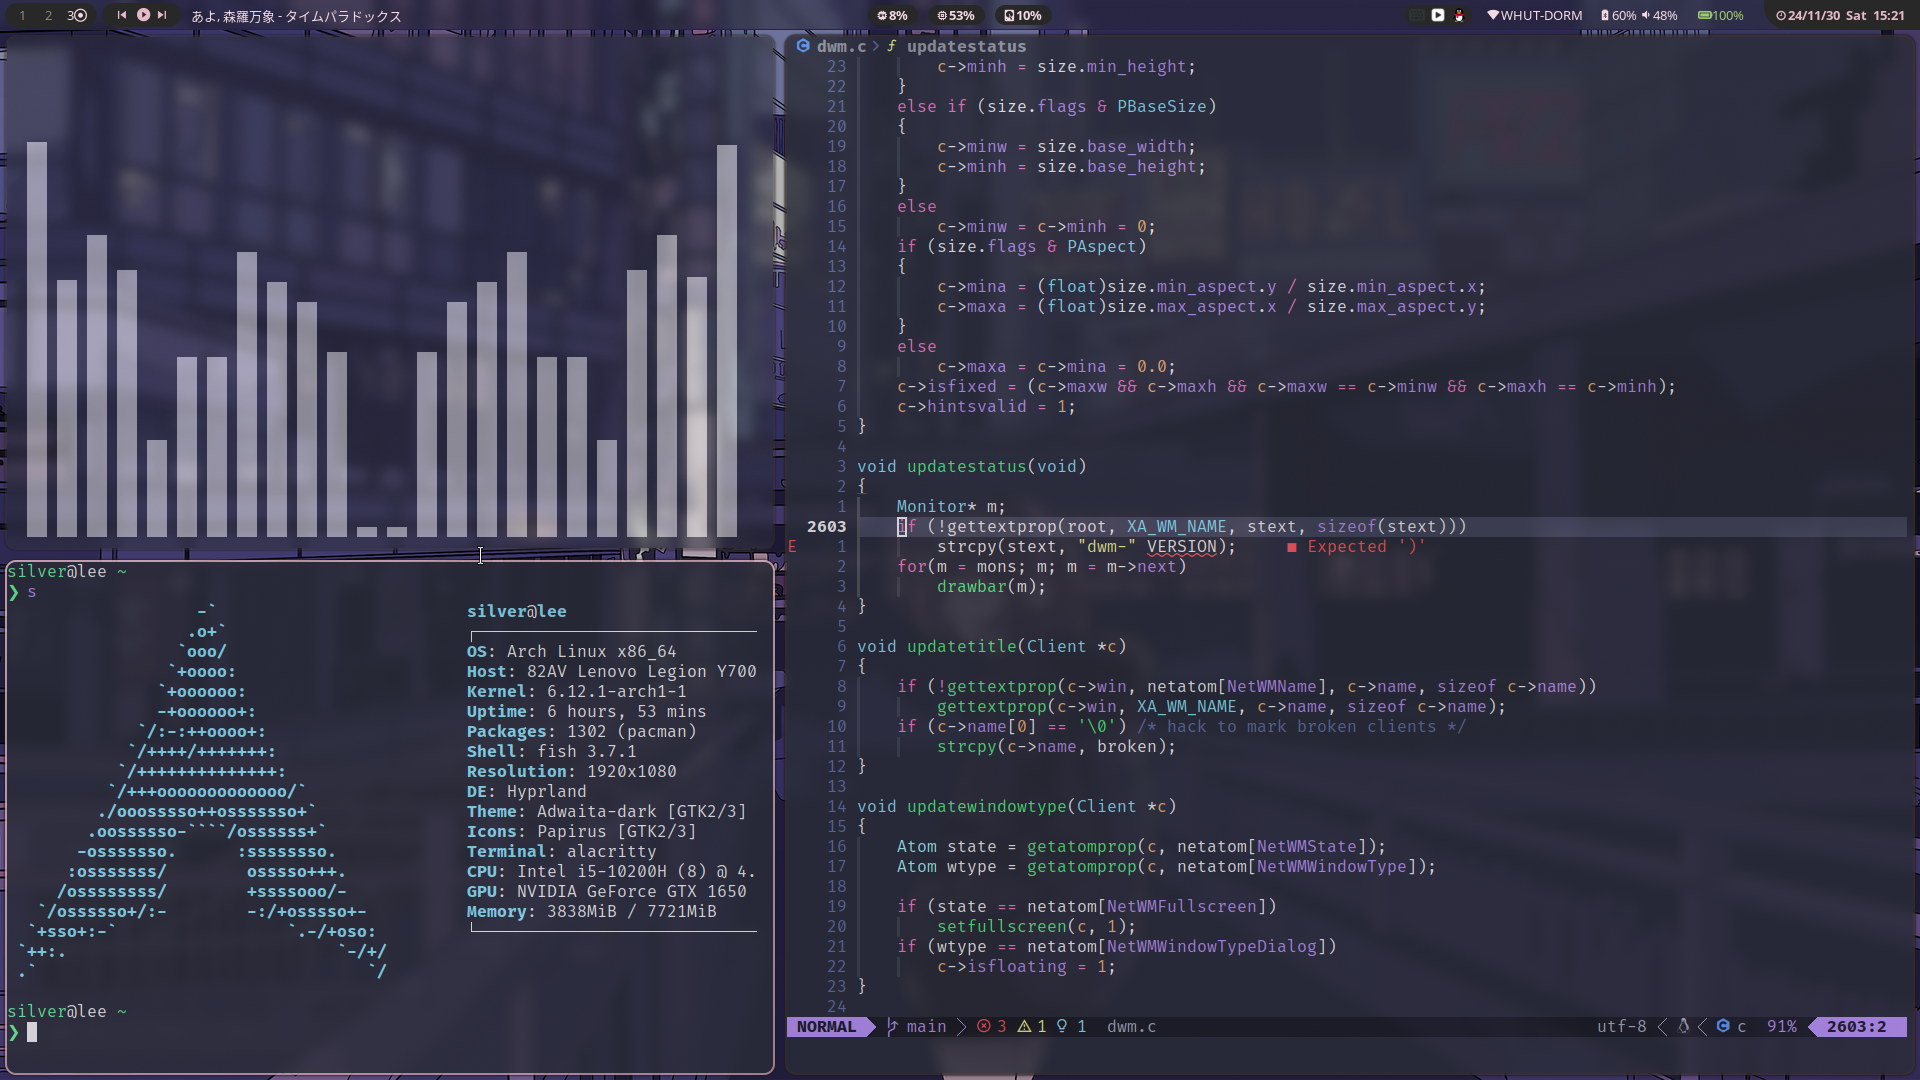 1 2 3 あよ, 森羅万象 - タイムパラドックス 8% 53% 10% WHUT-DORM 60% 48% 100% 24/11/30 Sat 15:21
silver@lee ~
❯ s
-`
.o+`
`ooo/
`+oooo:
`+oooooo:
-+oooooo+:
`/:-:++oooo+:
`/++++/+++++++:
`/++++++++++++++:
`/+++ooooooooooooo/`
./ooosssso++osssssso+`
.oossssso-````/ossssss+`
-osssssso. :ssssssso.
:osssssss/ osssso+++.
/ossssssss/ +ssssooo/-
`/ossssso+/:- -:/+osssso+-
`+sso+:-` `.-/+oso:
`++:. `-/+/
.` `/
silver@lee
OS: Arch Linux x86_64
Host: 82AV Lenovo Legion Y700
Kernel: 6.12.1-arch1-1
Uptime: 6 hours, 53 mins
Packages: 1302 (pacman)
Shell: fish 3.7.1
Resolution: 1920x1080
DE: Hyprland
Theme: Adwaita-dark [GTK2/3]
Icons: Papirus [GTK2/3]
Terminal: alacritty
CPU: Intel i5-10200H (8) @ 4.
GPU: NVIDIA GeForce GTX 1650
Memory: 3838MiB / 7721MiB
silver@lee ~
❯
dwm.c > f updatestatus
23 c->minh = size.min_height;
22 }
21 else if (size.flags & PBaseSize)
20 {
19 c->minw = size.base_width;
18 c->minh = size.base_height;
17 }
16 else
15 c->minw = c->minh = 0;
14 if (size.flags & PAspect)
13 {
12 c->mina = (float)size.min_aspect.y / size.min_aspect.x;
11 c->maxa = (float)size.max_aspect.x / size.max_aspect.y;
10 }
9 else
8 c->maxa = c->mina = 0.0;
7 c->isfixed = (c->maxw && c->maxh && c->maxw == c->minw && c->maxh == c->minh);
6 c->hintsvalid = 1;
5 }
4
3 void updatestatus(void)
2 {
1 Monitor* m;
2603 if (!gettextprop(root, XA_WM_NAME, stext, sizeof(stext)))
E 1 strcpy(stext, "dwm-" VERSION); ■ Expected ')'
2 for(m = mons; m; m = m->next)
3 drawbar(m);
4 }
5
6 void updatetitle(Client *c)
7 {
8 if (!gettextprop(c->win, netatom[NetWMName], c->name, sizeof c->name))
9 gettextprop(c->win, XA_WM_NAME, c->name, sizeof c->name);
10 if (c->name[0] == '\0') /* hack to mark broken clients */
11 strcpy(c->name, broken);
12 }
13
14 void updatewindowtype(Client *c)
15 {
16 Atom state = getatomprop(c, netatom[NetWMState]);
17 Atom wtype = getatomprop(c, netatom[NetWMWindowType]);
18
19 if (state == netatom[NetWMFullscreen])
20 setfullscreen(c, 1);
21 if (wtype == netatom[NetWMWindowTypeDialog])
22 c->isfloating = 1;
23 }
24
NORMAL main 3 1 1 dwm.c utf-8 c 91% 2603:2